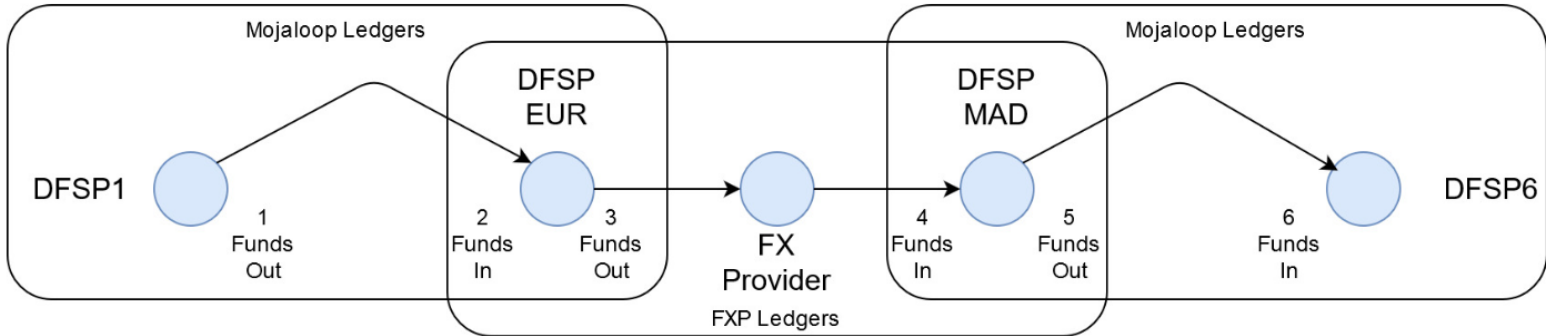 Mojaloop Ledgers
Mojaloop Ledgers
DFSP
EUR
DFSP
MAD
DFSP1
DFSP6
1
Funds
Out
2
Funds
In
3
Funds
Out
FX
Provider
4
Funds
In
5
Funds
Out
6
Funds
In
FXP Ledgers